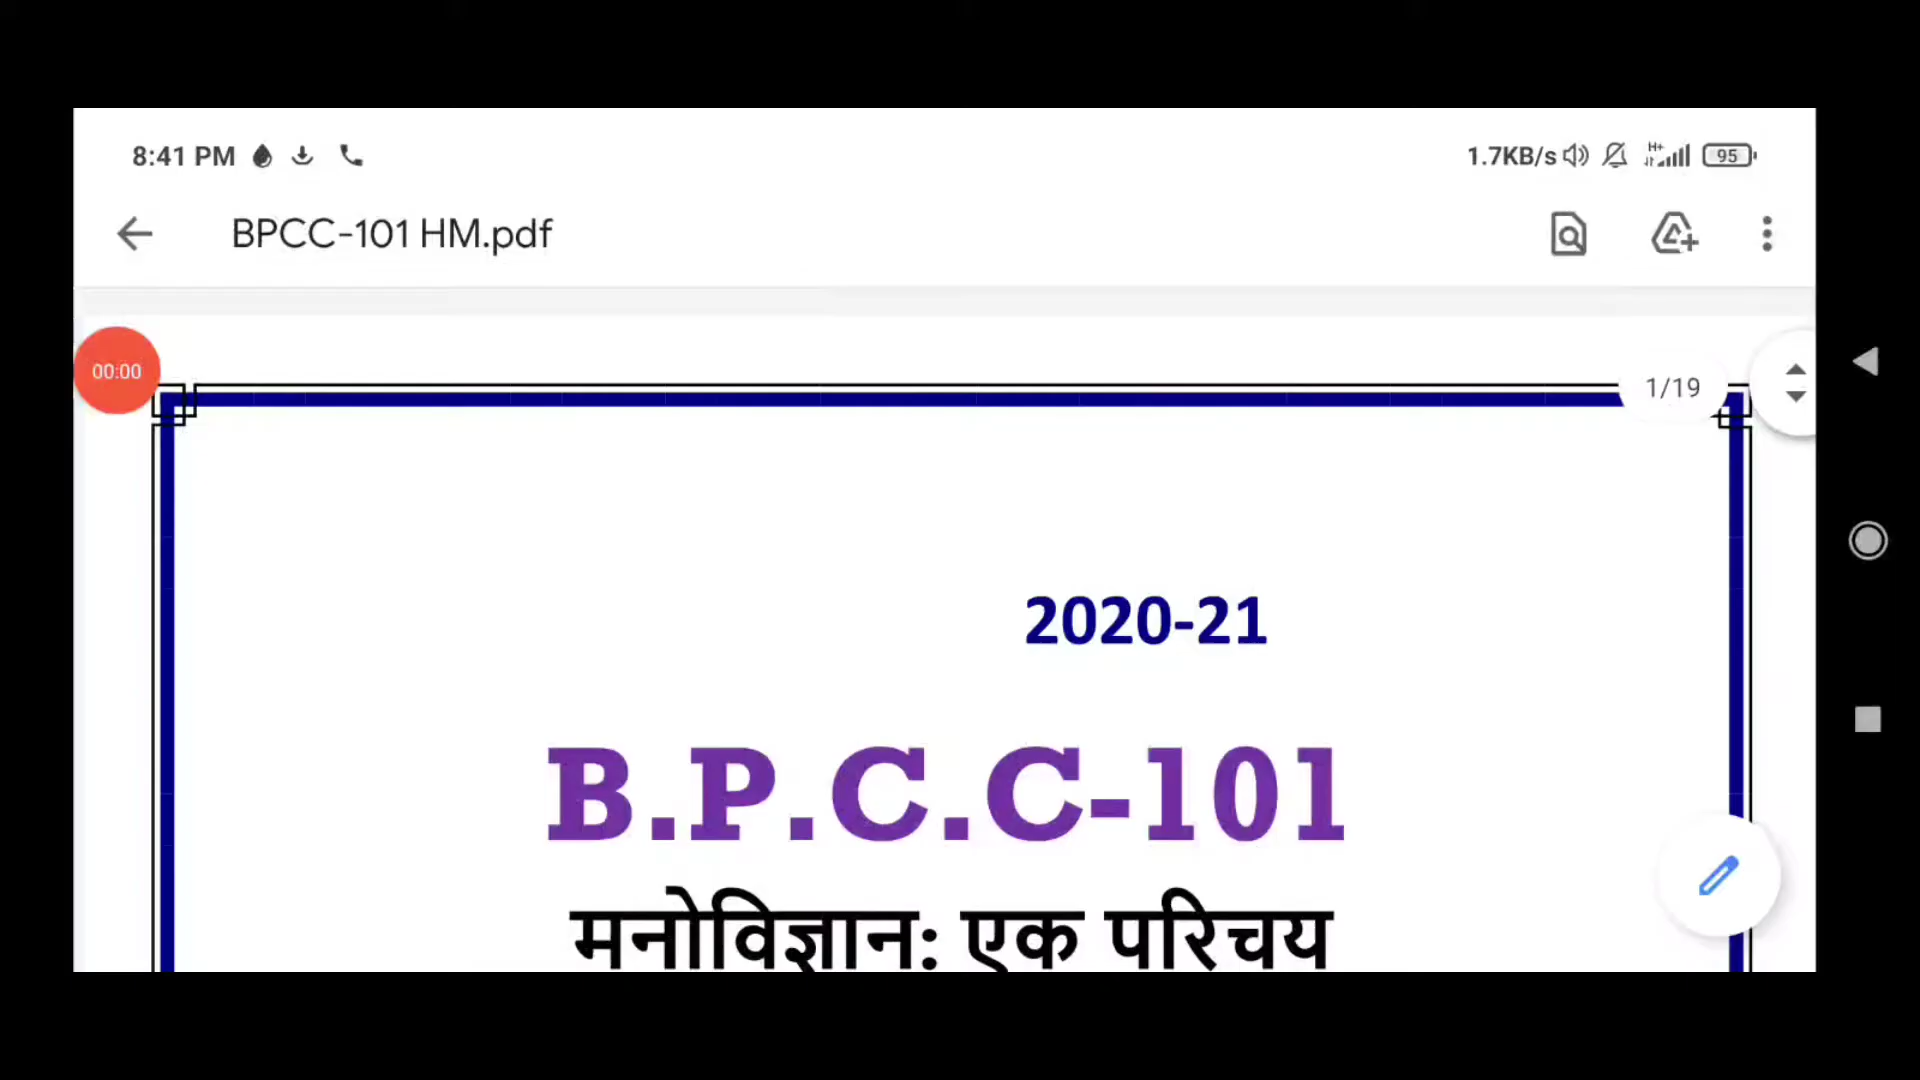 8:41 PM 1.7KB/s H+ 95
BPCC-101 HM.pdf
00:00
1/19
2020-21
B.P.C.C-101
मनोविज्ञान: एक परिचय